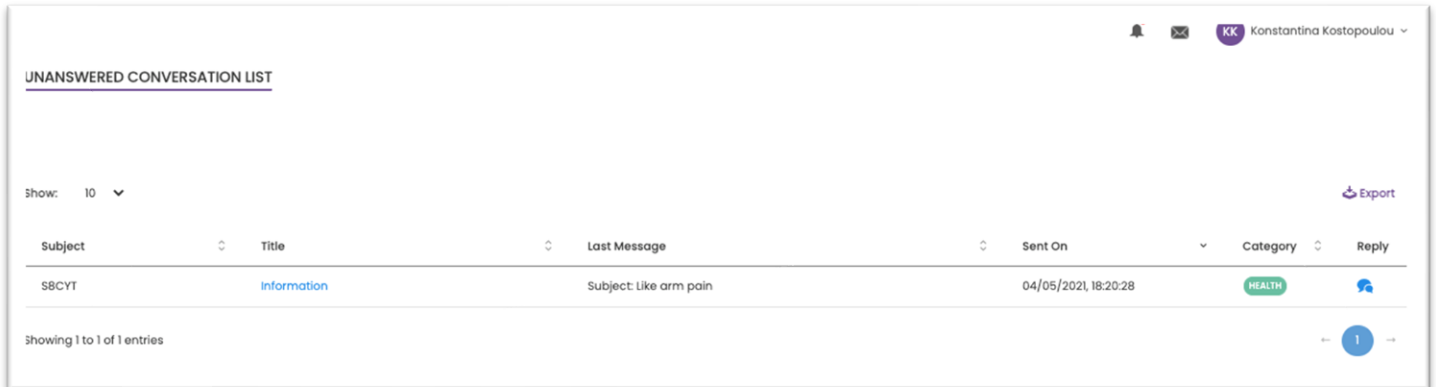 KK Konstantina Kostopoulou
UNANSWERED CONVERSATION LIST
Show: 10
Export
Subject Title Last Message Sent On Category Reply
S8CYT Information Subject: Like arm pain 04/05/2021, 18:20:28 HEALTH
Showing 1 to 1 of 1 entries
← 1 →